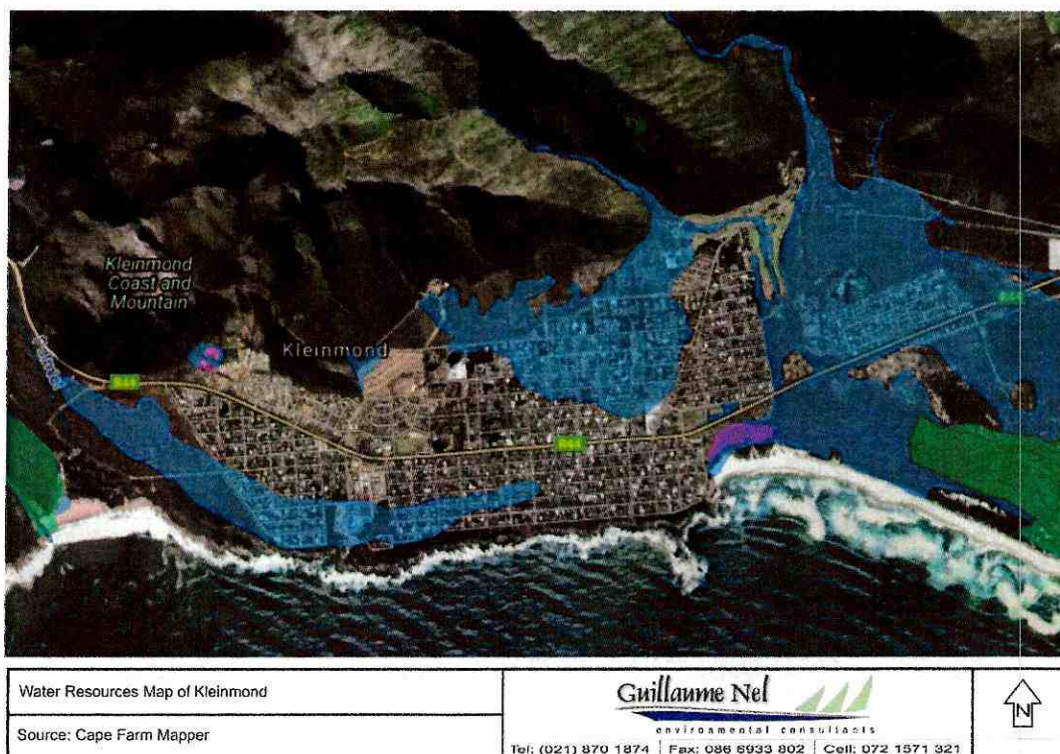 Kleinmond
Coast and
Mountain
Kleinmond
R44
R44
Water Resources Map of Kleinmond
Source: Cape Farm Mapper
Guillaume Nel
environmental consultants
Tel: (021) 870 1874 | Fax: 086 6933 802 | Cell: 072 1571 321
N